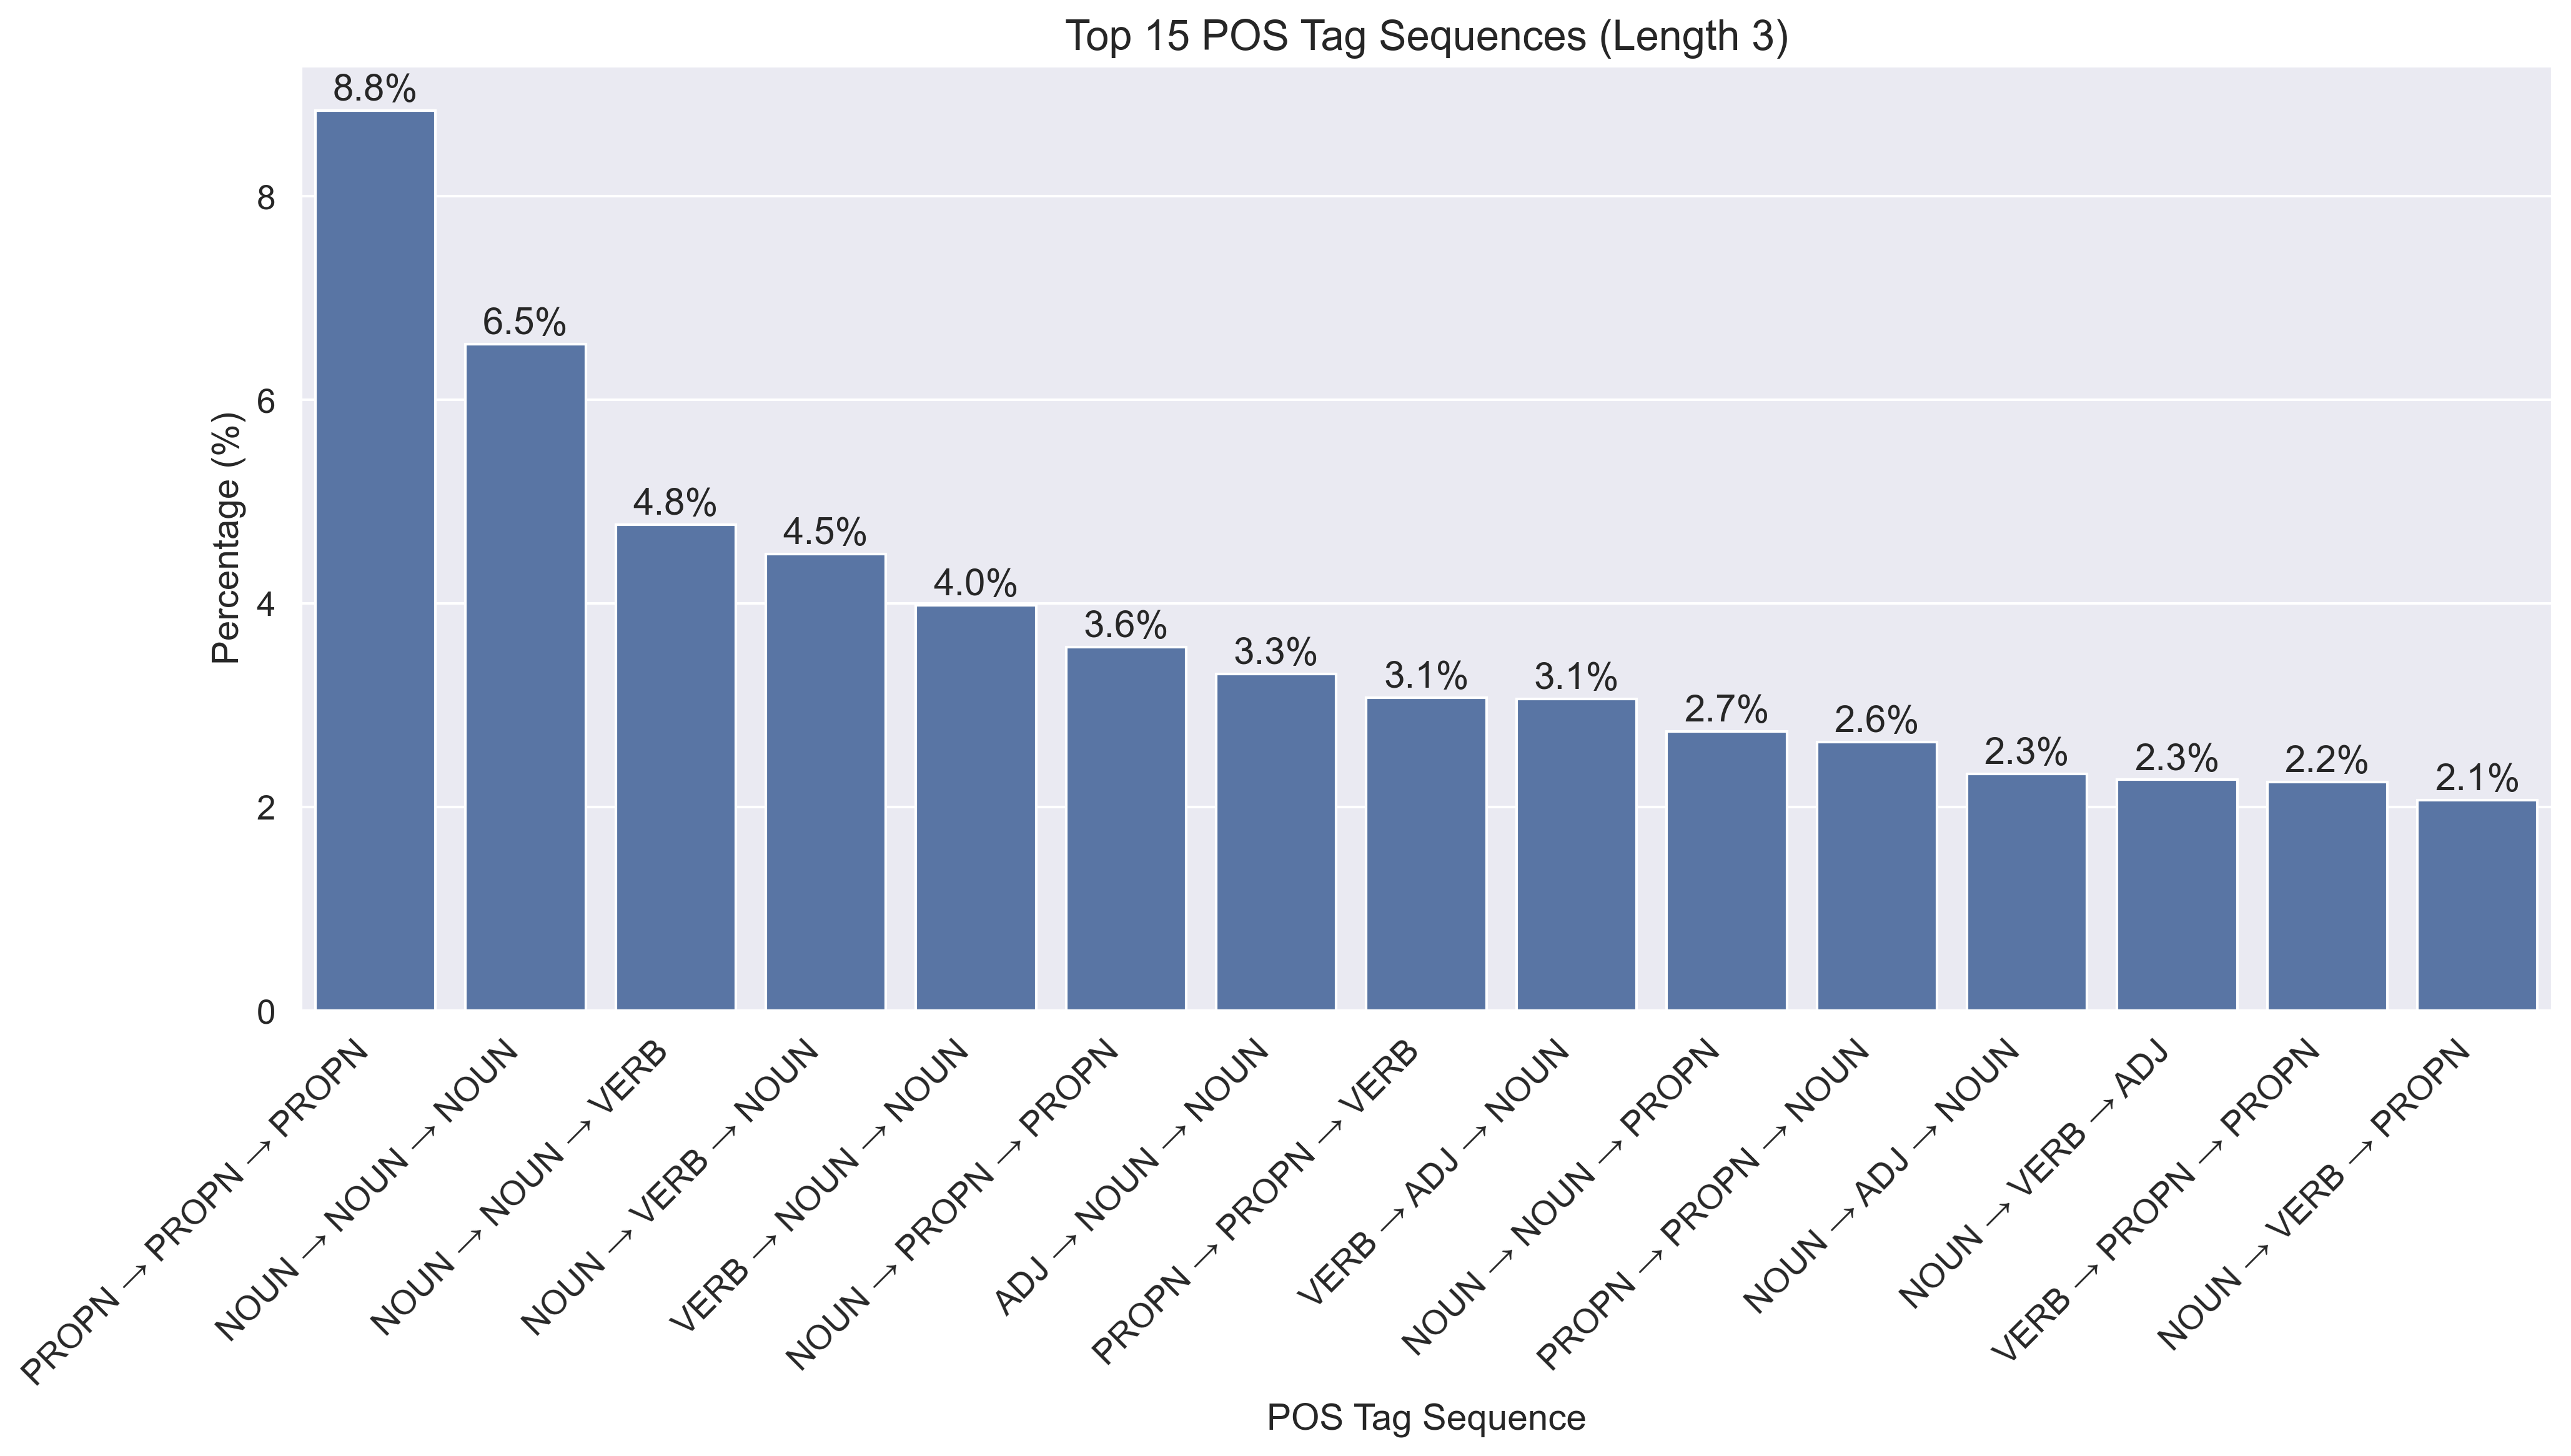 Top 15 POS Tag Sequences (Length 3)
Percentage (%)
8
6
4
2
0
8.8%
6.5%
4.8%
4.5%
4.0%
3.6%
3.3%
3.1%
3.1%
2.7%
2.6%
2.3%
2.3%
2.2%
2.1%
PROPN → PROPN → PROPN
NOUN → NOUN → NOUN
NOUN → NOUN → VERB
NOUN → VERB → NOUN
VERB → NOUN → NOUN
NOUN → PROPN → PROPN
ADJ → NOUN → NOUN
PROPN → PROPN → VERB
VERB → ADJ → NOUN
NOUN → NOUN → PROPN
PROPN → PROPN → NOUN
NOUN → ADJ → NOUN
NOUN → VERB → ADJ
VERB → PROPN → PROPN
NOUN → VERB → PROPN
POS Tag Sequence